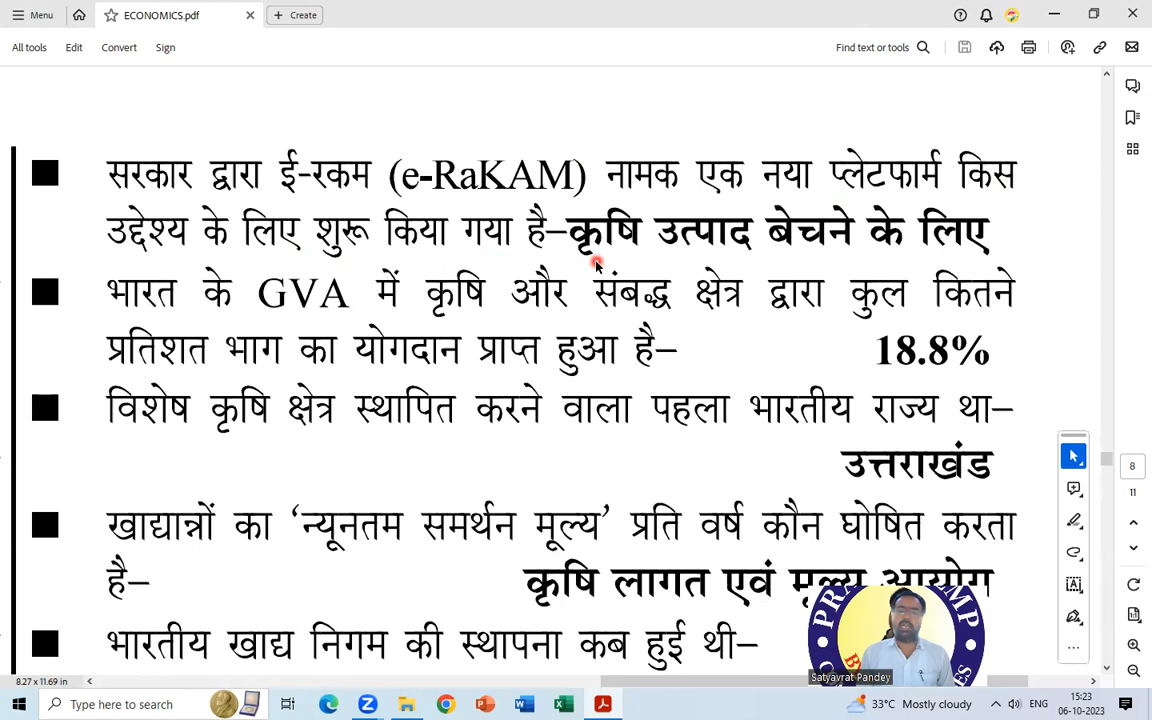 Menu ECONOMICS.pdf Create
All tools Edit Convert Sign Find text or tools
सरकार द्वारा ई-रकम (e-RaKAM) नामक एक नया प्लेटफार्म किस
उद्देश्य के लिए शुरू किया गया है–कृषि उत्पाद बेचने के लिए
भारत के GVA में कृषि और संबद्ध क्षेत्र द्वारा कुल कितने
प्रतिशत भाग का योगदान प्राप्त हुआ है– 18.8%
विशेष कृषि क्षेत्र स्थापित करने वाला पहला भारतीय राज्य था–
उत्तराखंड
खाद्यान्नों का ‘न्यूनतम समर्थन मूल्य’ प्रति वर्ष कौन घोषित करता
है– कृषि लागत एवं मूल्य आयोग
भारतीय खाद्य निगम की स्थापना कब हुई थी–
8
11
Satyavrat Pandey
8.27 x 11.69 in
Type here to search 33°C Mostly cloudy ENG 15:23
06-10-2023